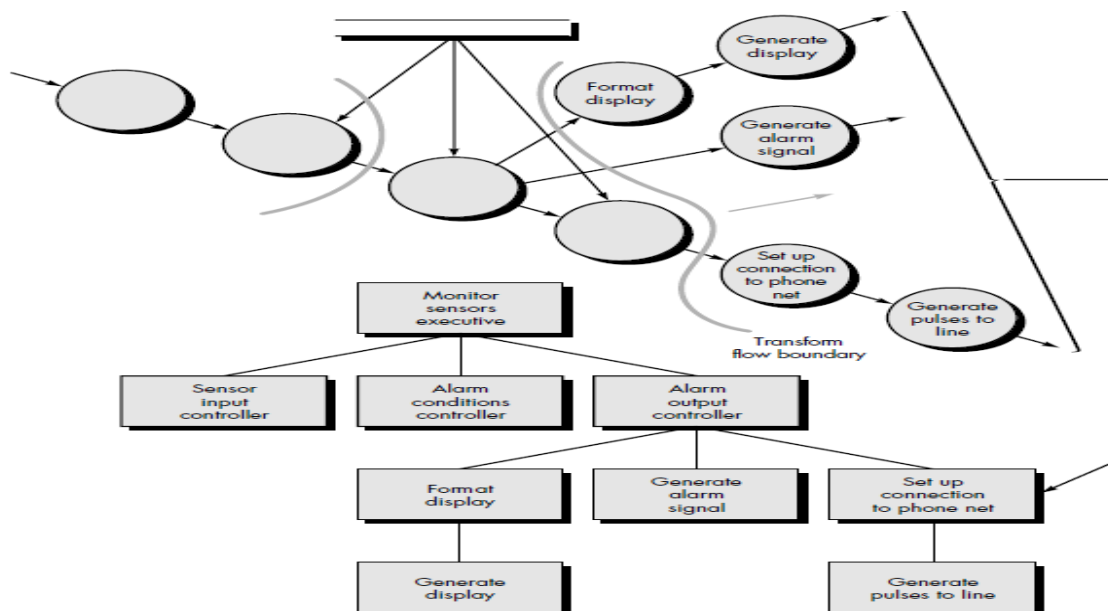 Generate
display
Format
display
Generate
alarm
signal
Set up
connection
to phone
net
Generate
pulses to
line
Transform
flow boundary
Monitor
sensors
executive
Sensor
input
controller
Alarm
conditions
controller
Alarm
output
controller
Format
display
Generate
alarm
signal
Set up
connection
to phone net
Generate
display
Generate
pulses to line